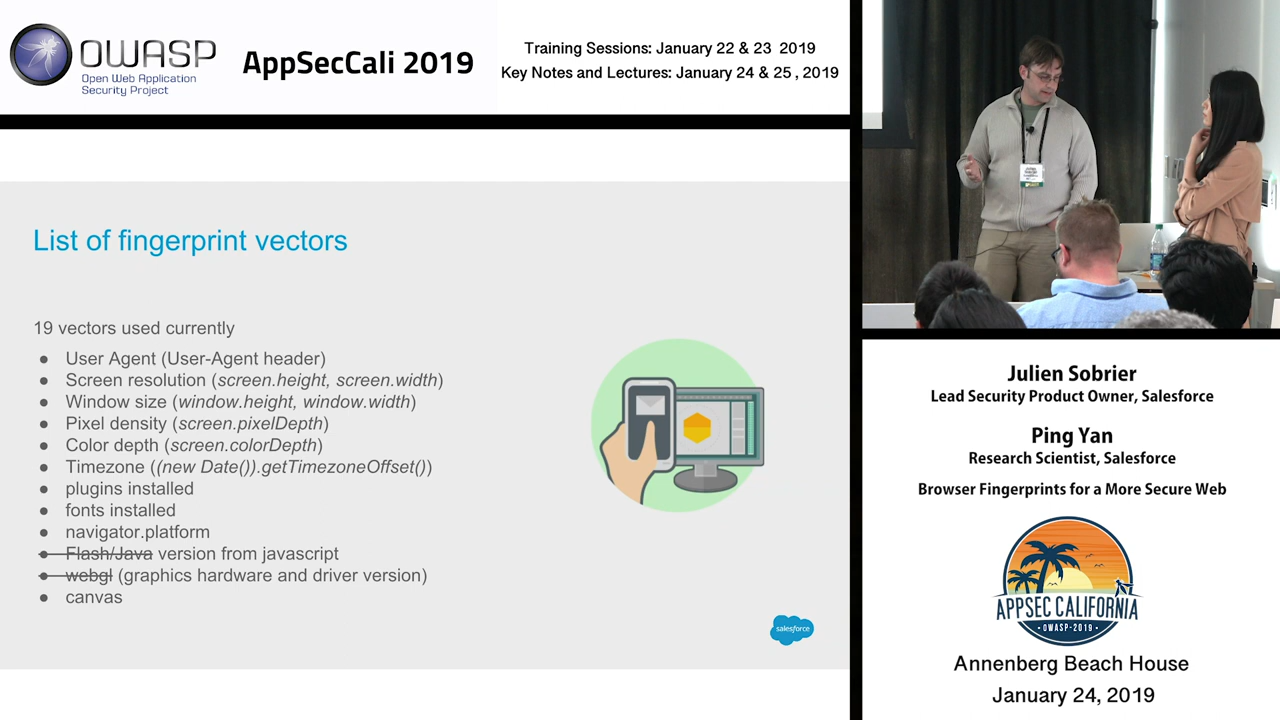 OWASP
Open Web Application
Security Project
AppSecCali 2019
Training Sessions: January 22 & 23 2019
Key Notes and Lectures: January 24 & 25 , 2019
List of fingerprint vectors
19 vectors used currently
● User Agent (User-Agent header)
● Screen resolution (screen.height, screen.width)
● Window size (window.height, window.width)
● Pixel density (screen.pixelDepth)
● Color depth (screen.colorDepth)
● Timezone ((new Date()).getTimezoneOffset())
● plugins installed
● fonts installed
● navigator.platform
● Flash/Java version from javascript
● webgl (graphics hardware and driver version)
● canvas
salesforce
Julien Sobrier
Lead Security Product Owner, Salesforce
Ping Yan
Research Scientist, Salesforce
Browser Fingerprints for a More Secure Web
APPSEC CALIFORNIA
OWASP-2019
Annenberg Beach House
January 24, 2019